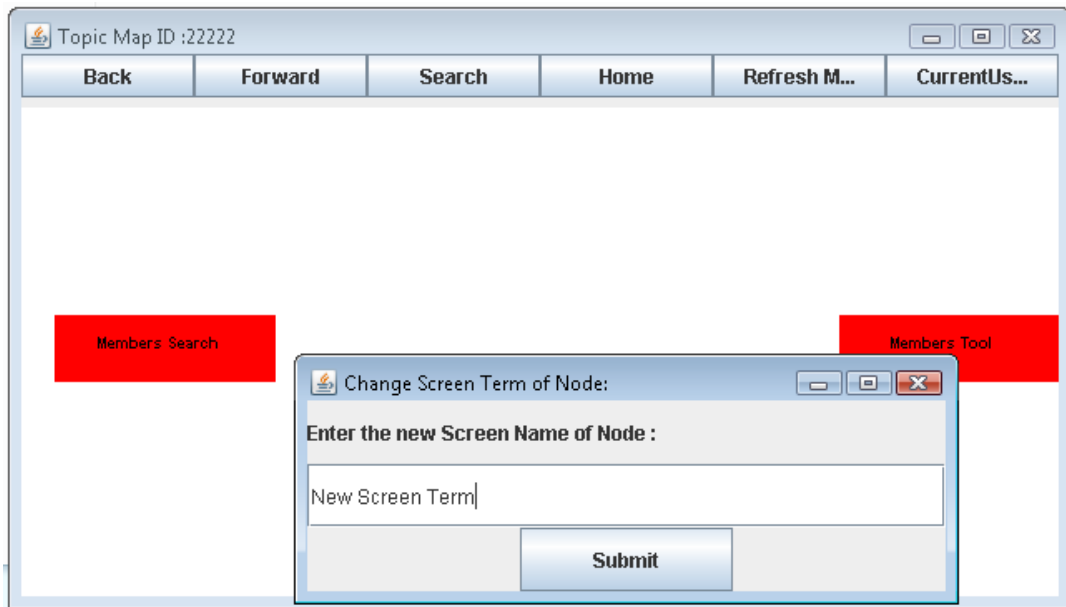 Topic Map ID :22222
Back Forward Search Home Refresh M... CurrentUs...
Members Search Members Tool
Change Screen Term of Node:
Enter the new Screen Name of Node :
New Screen Term
Submit